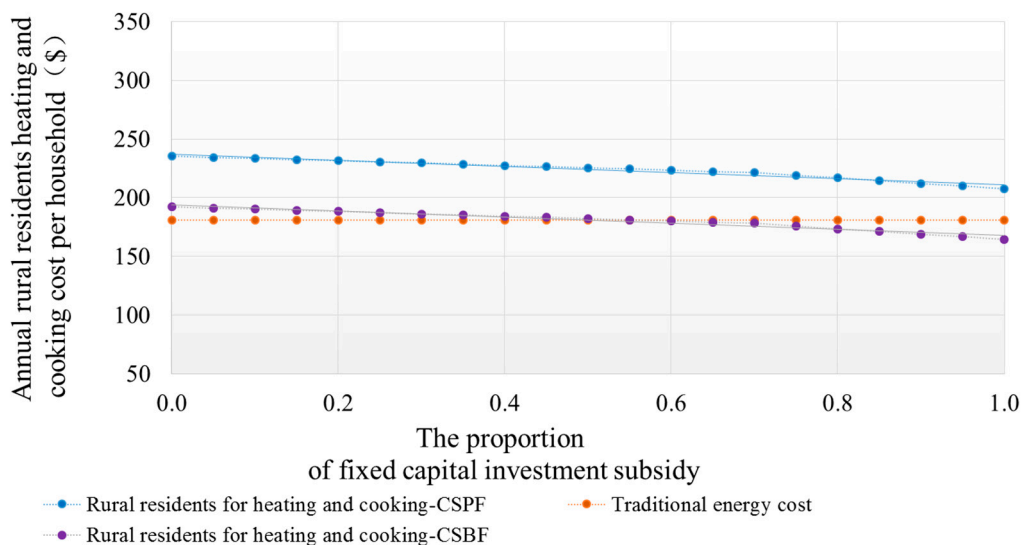 Annual rural residents heating and
cooking cost per household ($)
350
300
250
200
150
100
50
0.0 0.2 0.4 0.6 0.8 1.0
The proportion
of fixed capital investment subsidy
Rural residents for heating and cooking-CSPF
Traditional energy cost
Rural residents for heating and cooking-CSBF